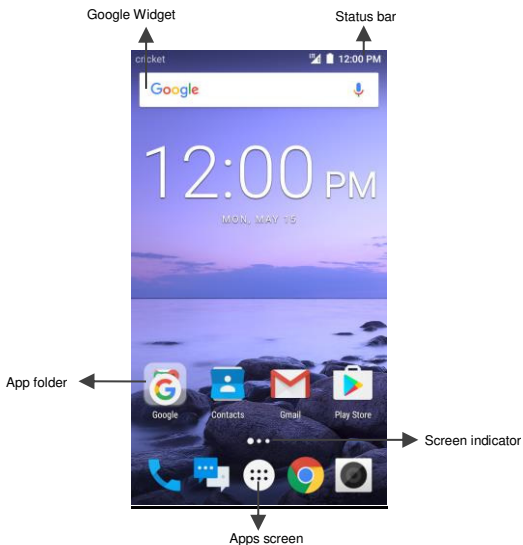 Google Widget
Status bar
cricket
12:00 PM
Google
12:00 PM
MON, MAY 15
App folder
Google
Contacts
Gmail
Play Store
Screen indicator
Apps screen